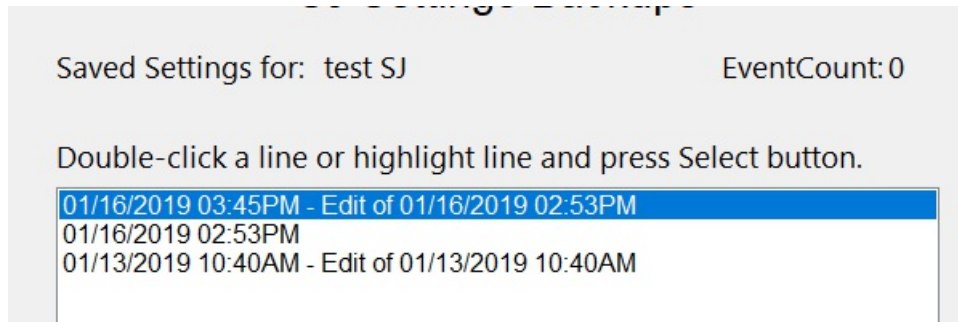 Saved Settings for: test SJ EventCount: 0
Double-click a line or highlight line and press Select button.
01/16/2019 03:45PM - Edit of 01/16/2019 02:53PM
01/16/2019 02:53PM
01/13/2019 10:40AM - Edit of 01/13/2019 10:40AM